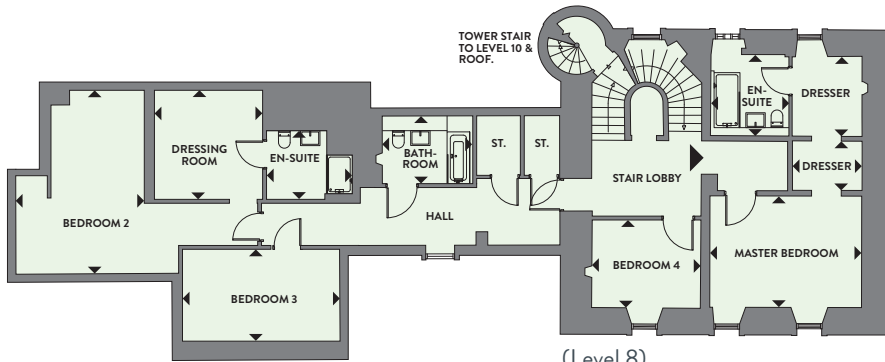 TOWER STAIR
TO LEVEL 10 &
ROOF.
EN-
SUITE
DRESSER
DRESSING
ROOM
EN-SUITE
BATH-
ROOM
ST.
ST.
STAIR LOBBY
DRESSER
BEDROOM 2
HALL
BEDROOM 4
MASTER BEDROOM
BEDROOM 3
(Level 8)